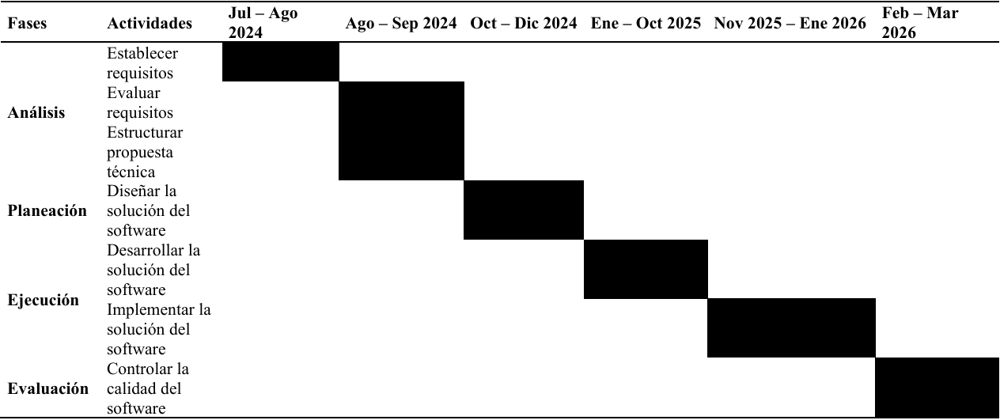 Fases Actividades Jul – Ago 2024 Ago – Sep 2024 Oct – Dic 2024 Ene – Oct 2025 Nov 2025 – Ene 2026 Feb – Mar 2026
Análisis
Establecer
requisitos
Evaluar
requisitos
Estructurar
propuesta
técnica
Planeación
Diseñar la
solución del
software
Ejecución
Desarrollar la
solución del
software
Implementar la
solución del
software
Evaluación
Controlar la
calidad del
software